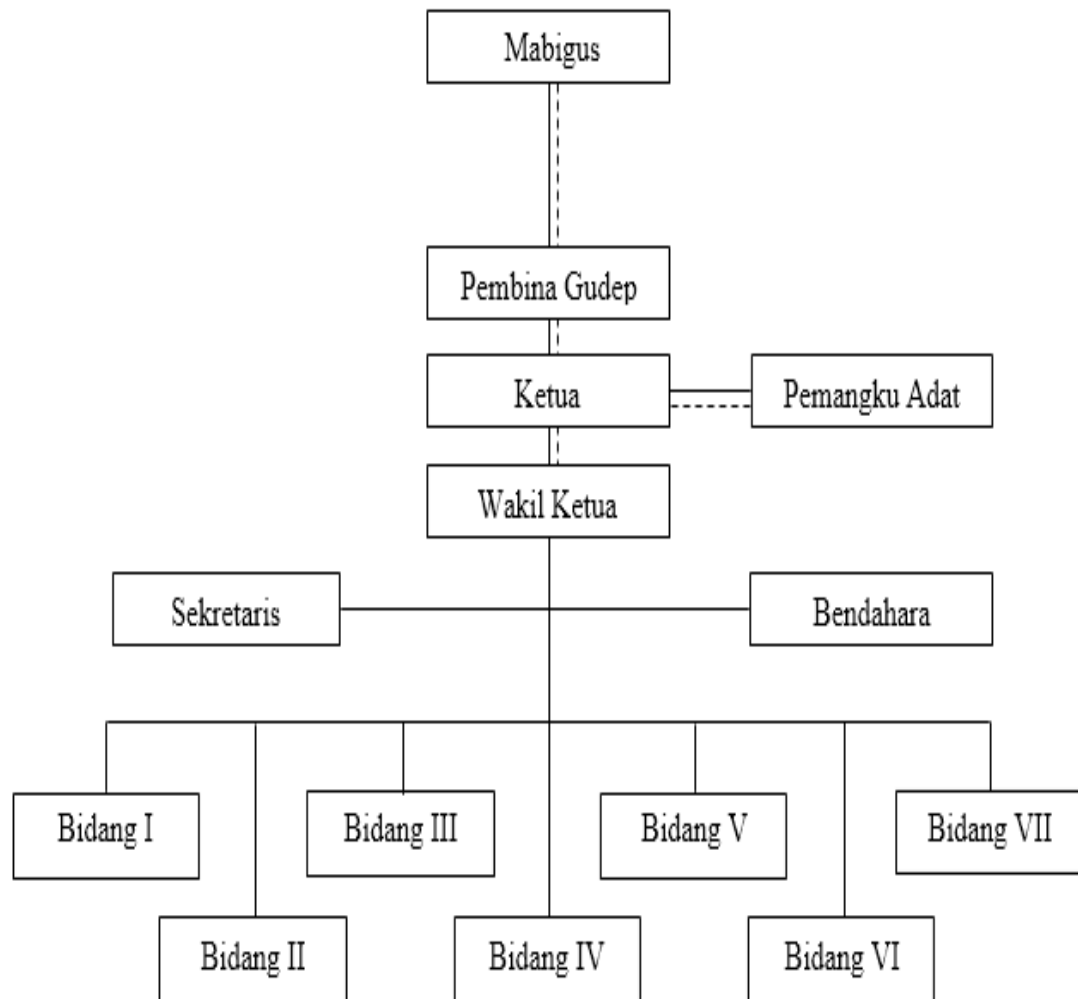 Mabigus
Pembina Gudep
Ketua
Pemangku Adat
Wakil Ketua
Sekretaris
Bendahara
Bidang I
Bidang III
Bidang V
Bidang VII
Bidang II
Bidang IV
Bidang VI